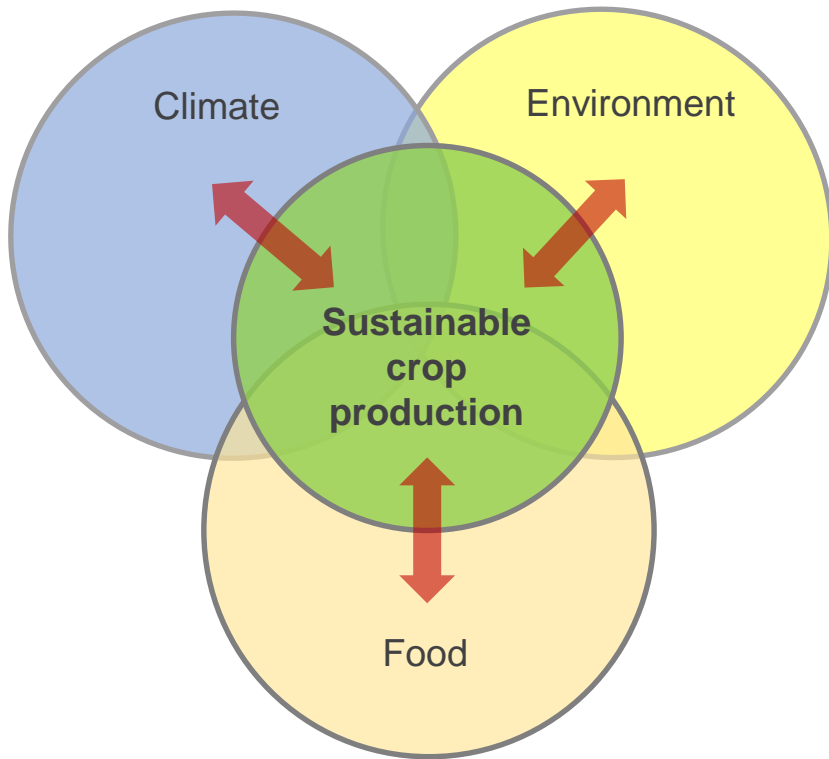 Climate
Environment
Sustainable
crop
production
Food